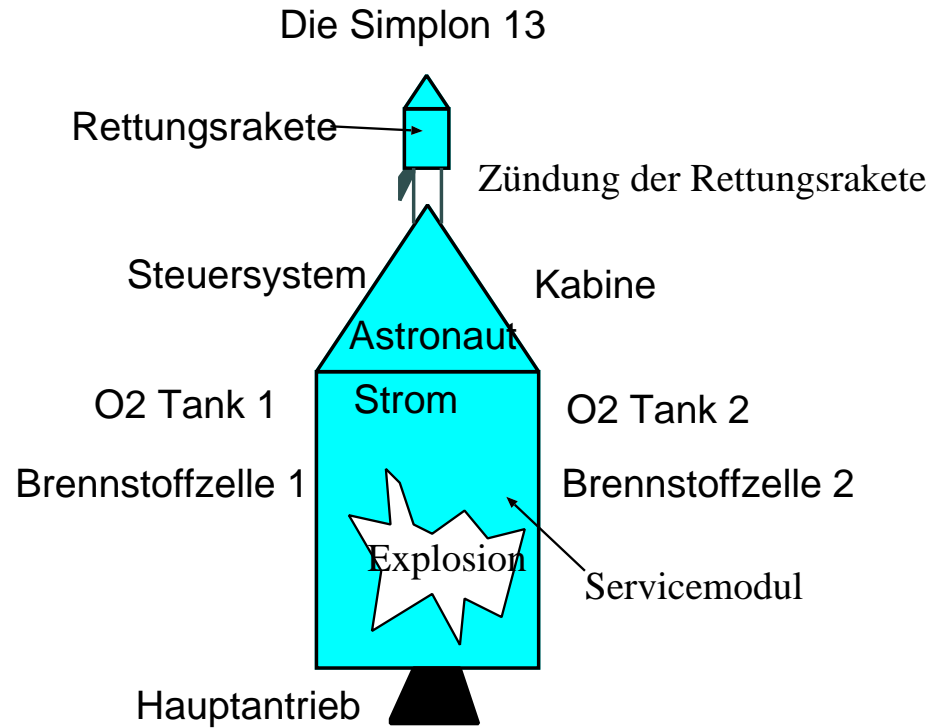 Die Simplon 13
Rettungsrakete
Zündung der Rettungsrakete
Steuersystem
Kabine
Astronaut
O2 Tank 1
Strom
O2 Tank 2
Brennstoffzelle 1
Brennstoffzelle 2
Explosion
Servicemodul
Hauptantrieb